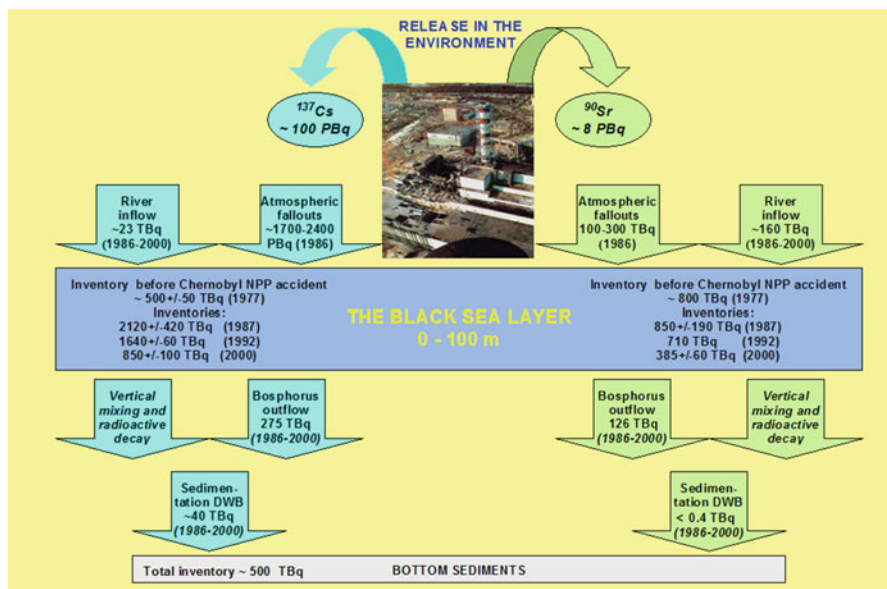 RELEASE IN THE
ENVIRONMENT
137Cs
~ 100 PBq
90Sr
~ 8 PBq
River
inflow
~23 TBq
(1986-2000)
Atmospheric
fallouts
~1700-2400
PBq (1986)
Atmospheric
fallouts
100-300 TBq
(1986)
River
inflow
~160 TBq
(1986-2000)
Inventory before Chernobyl NPP accident
~ 500+/-50 TBq (1977)
Inventories:
2120+/-420 TBq (1987)
1640+/-60 TBq (1992)
850+/-100 TBq (2000)
THE BLACK SEA LAYER
0 - 100 m
Inventory before Chernobyl NPP accident
~ 800 TBq (1977)
Inventories:
850+/-190 TBq (1987)
710 TBq (1992)
385+/-60 TBq (2000)
Vertical
mixing and
radioactive
decay
Bosphorus
outflow
275 TBq
(1986-2000)
Bosphorus
outflow
126 TBq
(1986-2000)
Vertical
mixing and
radioactive
decay
Sedimen-
tation DWB
~40 TBq
(1986-2000)
Sedimen-
tation DWB
< 0.4 TBq
(1986-2000)
Total inventory ~ 500 TBq BOTTOM SEDIMENTS